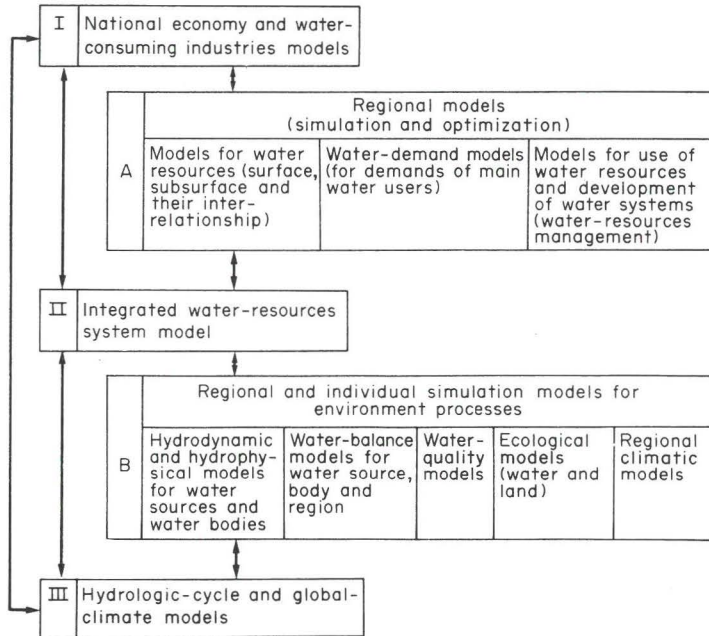 I National economy and water-
consuming industries models
Regional models
(simulation and optimization)
A
Models for water
resources (surface,
subsurface and
their inter-
relationship)
Water-demand models
(for demands of main
water users)
Models for use of
water resources
and development
of water systems
(water-resources
management)
II Integrated water-resources
system model
Regional and individual simulation models for
environment processes
B
Hydrodynamic
and hydrophy-
sical models
for water
sources and
water bodies
Water-balance
models for
water source,
body and
region
Water-
quality
models
Ecological
models
(water and
land)
Regional
climatic
models
III Hydrologic-cycle and global-
climate models